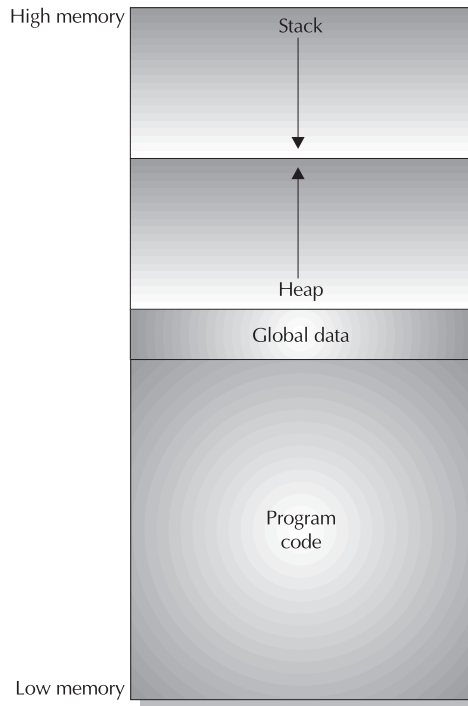 High memory
Stack
Heap
Global data
Program
code
Low memory